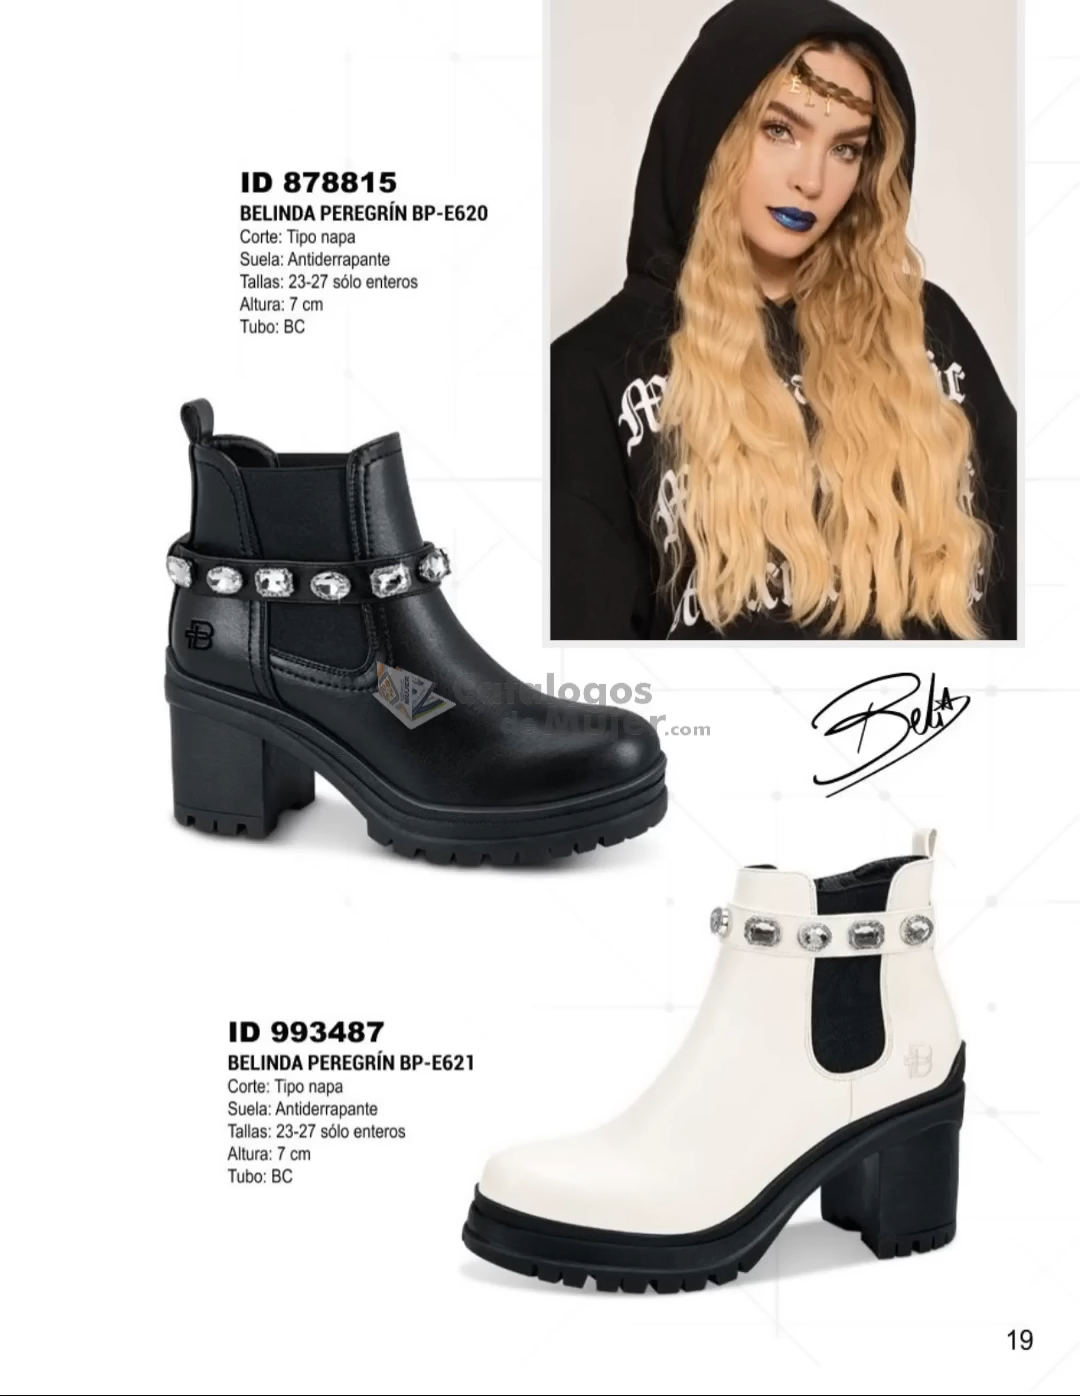 ID 878815
BELINDA PEREGRÍN BP-E620
Corte: Tipo napa
Suela: Antiderrapante
Tallas: 23-27 sólo enteros
Altura: 7 cm
Tubo: BC
ELI
B
Catalogos
deMujer.com
Beli
B
ID 993487
BELINDA PEREGRÍN BP-E621
Corte: Tipo napa
Suela: Antiderrapante
Tallas: 23-27 sólo enteros
Altura: 7 cm
Tubo: BC
19